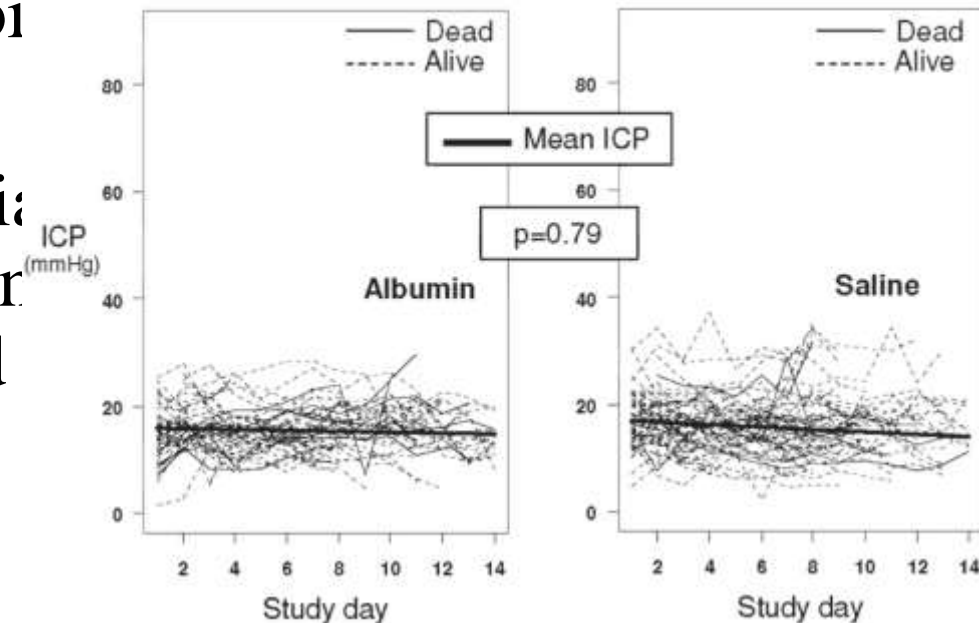 Dead
Alive
Dead
Alive
80
80
Mean ICP
60
60
p=0.79
ICP
(mmHg)
Albumin
Saline
40
40
20
20
0
0
2 4 6 8 10 12 14
2 4 6 8 10 12 14
Study day
Study day